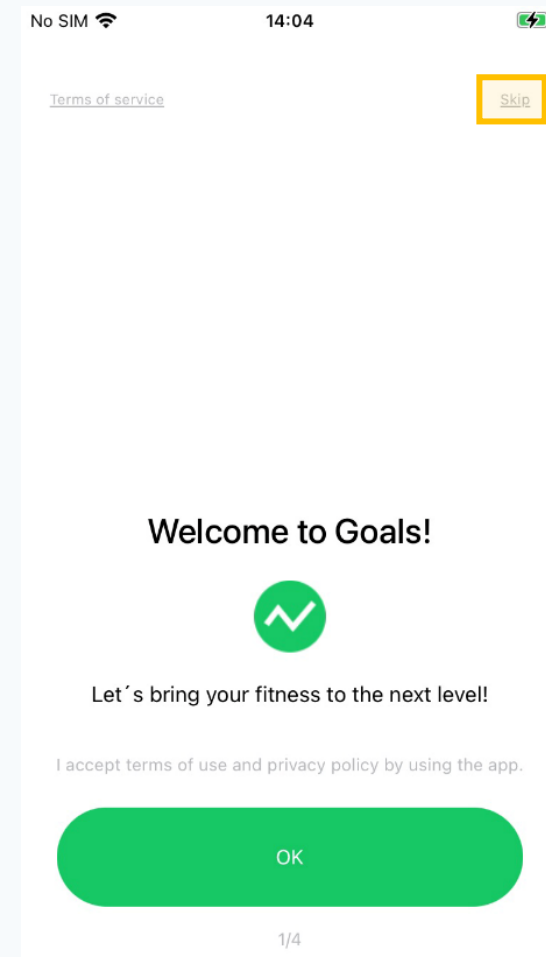 No SIM 14:04
Terms of service Skip
Welcome to Goals!
Let´s bring your fitness to the next level!
I accept terms of use and privacy policy by using the app.
OK
1/4